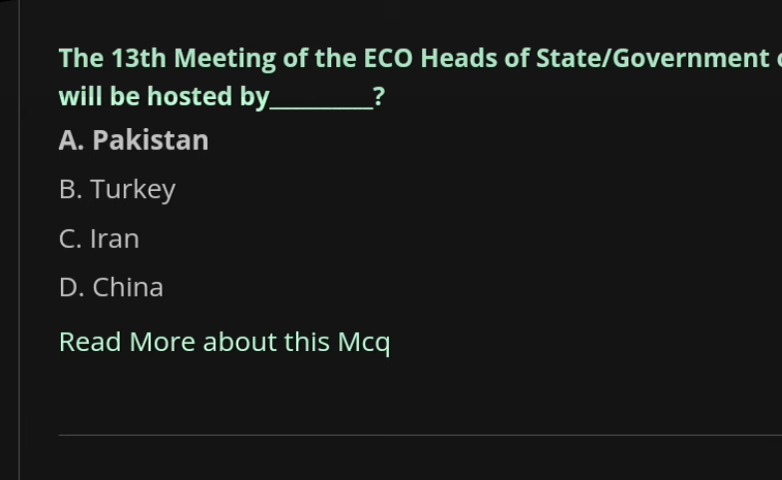 The 13th Meeting of the ECO Heads of State/Government
will be hosted by_________?
A. Pakistan
B. Turkey
C. Iran
D. China
Read More about this Mcq